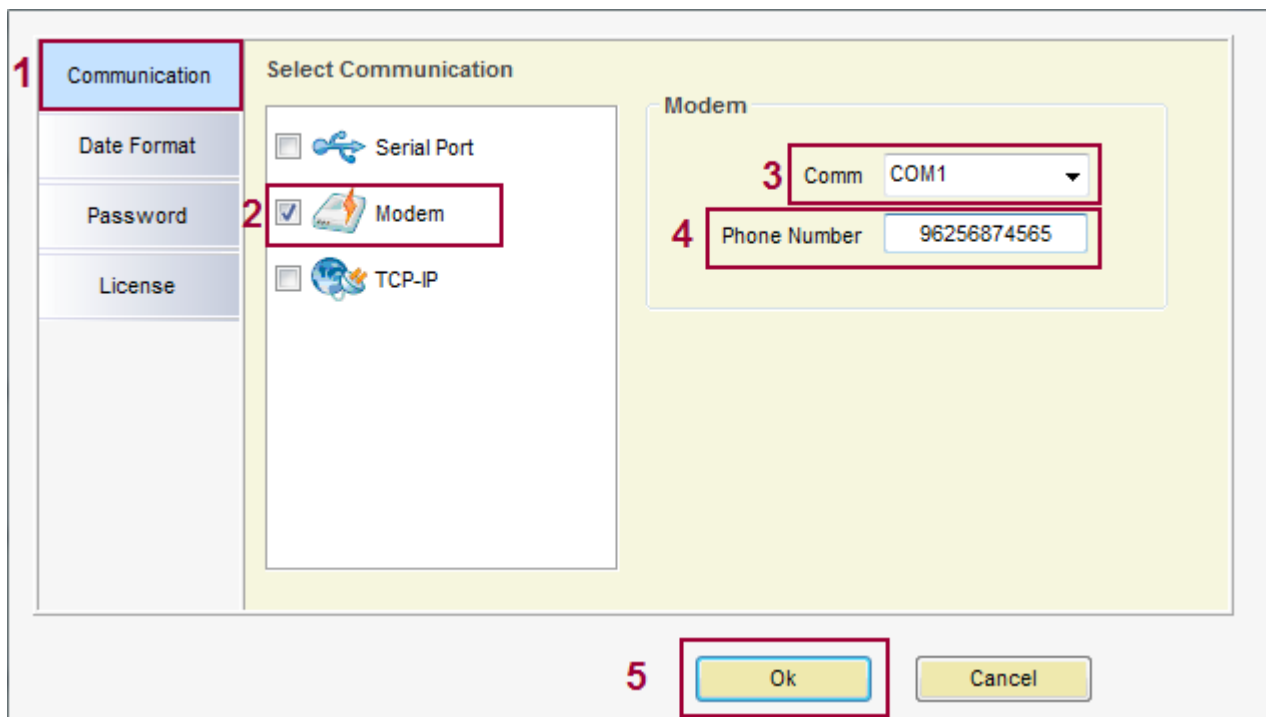 1 Communication
Date Format
Password
License
Select Communication
Serial Port
2 Modem
TCP-IP
Modem
3 Comm COM1
4 Phone Number 96256874565
5 Ok Cancel